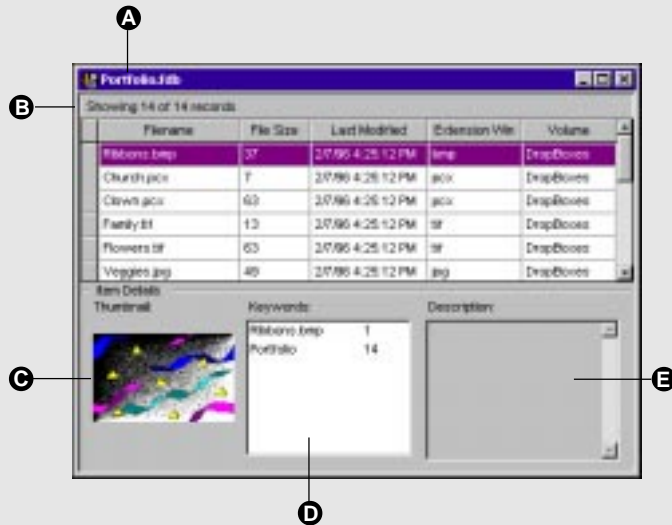 A
Portfolio.fdb
B
Showing 14 of 14 records
Filename File Size Last Modified Extension Win Volume
Ribbons.bmp 37 2/7/96 4:25:12 PM bmp DropBoxes
Church.pcx 7 2/7/96 4:25:12 PM pcx DropBoxes
Clown.pcx 63 2/7/96 4:25:12 PM pcx DropBoxes
Family.tif 13 2/7/96 4:25:12 PM tif DropBoxes
Flowers.tif 63 2/7/96 4:25:12 PM tif DropBoxes
Veggies.jpg 48 2/7/96 4:25:12 PM jpg DropBoxes
Item Details
Thumbnail: Keywords: Description:
Ribbons.bmp 1
Portfolio 14
C
E
D